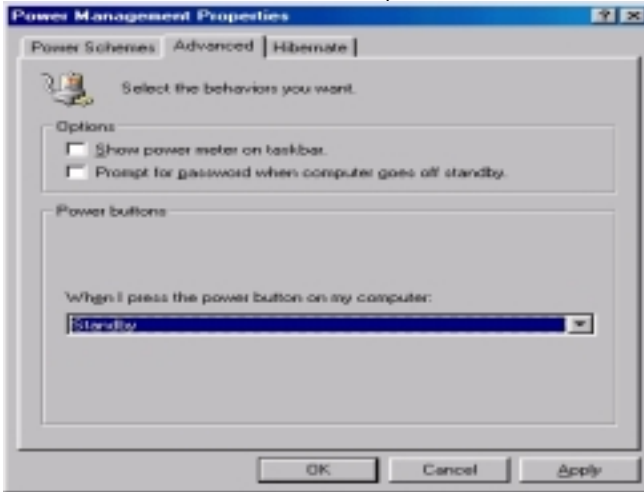 Power Management Properties
Power Schemes Advanced Hibernate
Select the behaviors you want.
Options
Show power meter on taskbar.
Prompt for password when computer goes off standby.
Power buttons
When I press the power button on my computer:
Standby
OK Cancel Apply